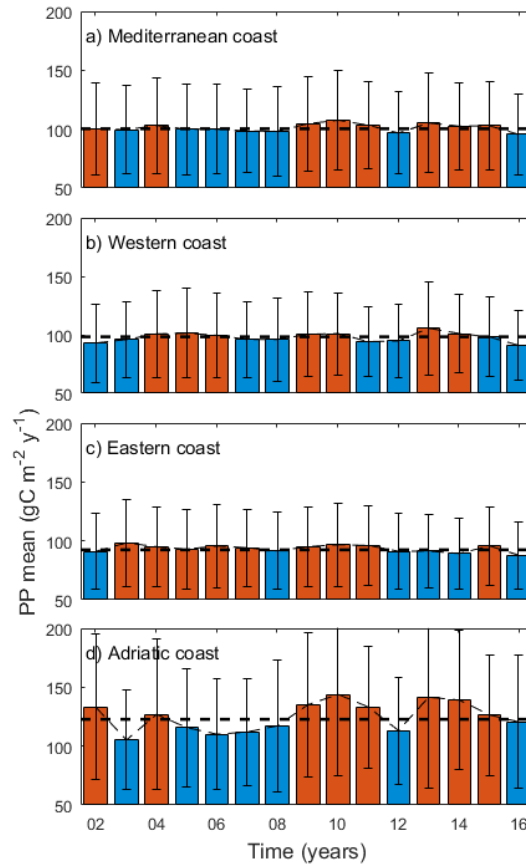 200
a) Mediterranean coast
150
100
50
200
b) Western coast
150
100
50
200
c) Eastern coast
150
100
50
200
d) Adriatic coast
150
100
50
02 04 06 08 10 12 14 16
Time (years)
PP mean (gC m⁻² y⁻¹)